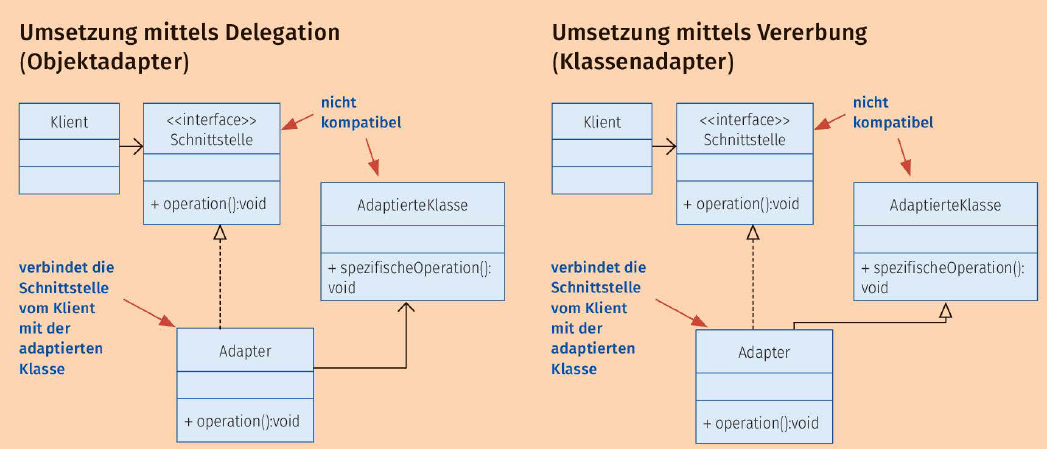 Umsetzung mittels Delegation
(Objektadapter)
Klient
<<interface>>
Schnittstelle
+ operation():void
nicht
kompatibel
AdaptierteKlasse
+ spezifischeOperation():
void
verbindet die
Schnittstelle
vom Klient
mit der
adaptierten
Klasse
Adapter
+ operation():void
Umsetzung mittels Vererbung
(Klassenadapter)
Klient
<<interface>>
Schnittstelle
+ operation():void
nicht
kompatibel
AdaptierteKlasse
+ spezifischeOperation():
void
verbindet die
Schnittstelle
vom Klient
mit der
adaptierten
Klasse
Adapter
+ operation():void